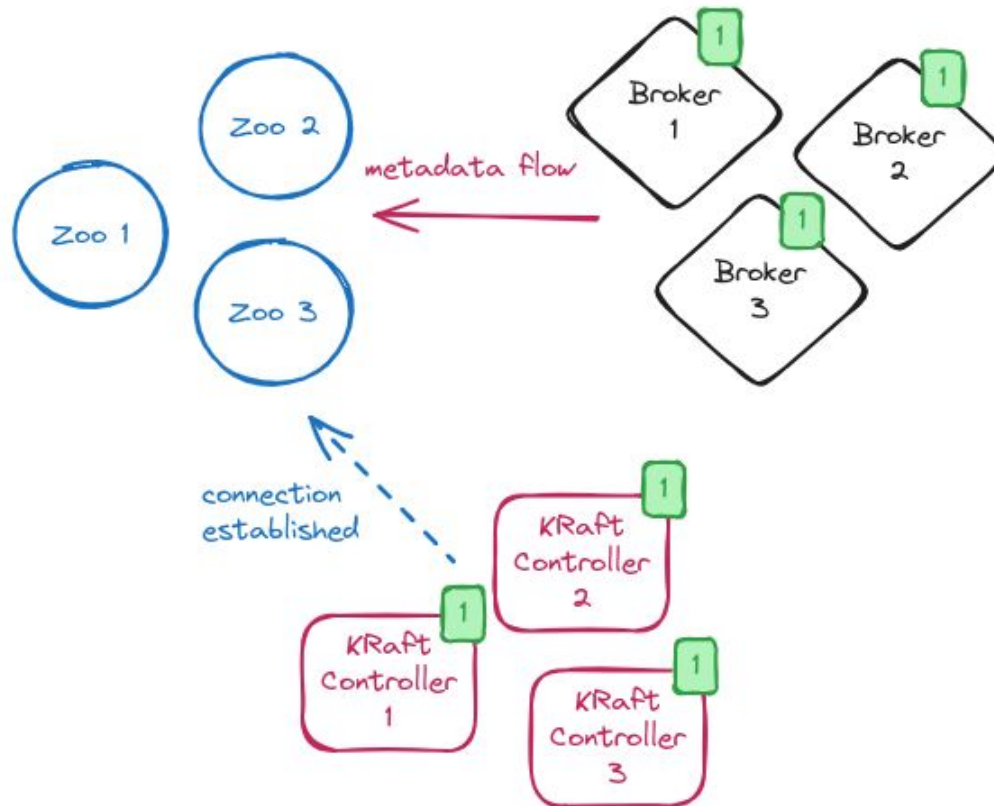 Zoo 1
Zoo 2
Zoo 3
metadata flow
1
Broker
1
1
Broker
2
1
Broker
3
connection
established
1
KRaft
Controller
1
1
KRaft
Controller
2
1
KRaft
Controller
3